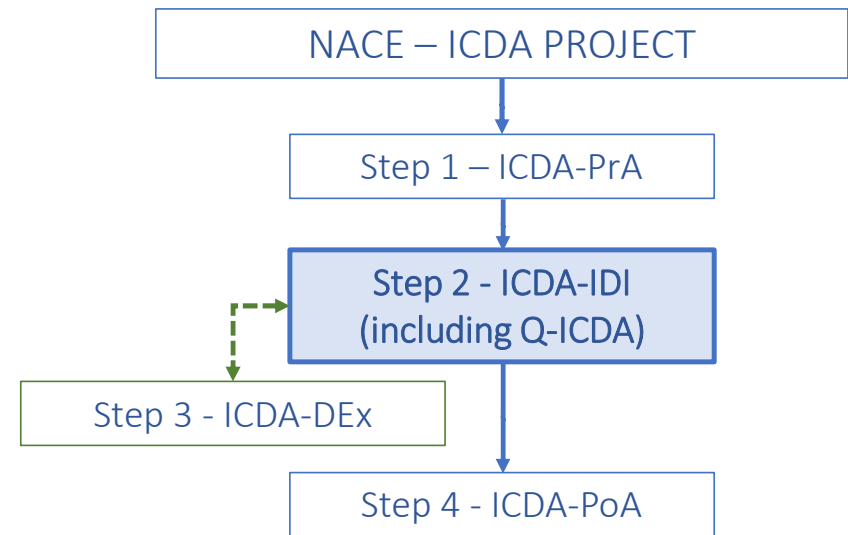 NACE – ICDA PROJECT
Step 1 – ICDA-PrA
Step 2 - ICDA-IDI
(including Q-ICDA)
Step 3 - ICDA-DEx
Step 4 - ICDA-PoA